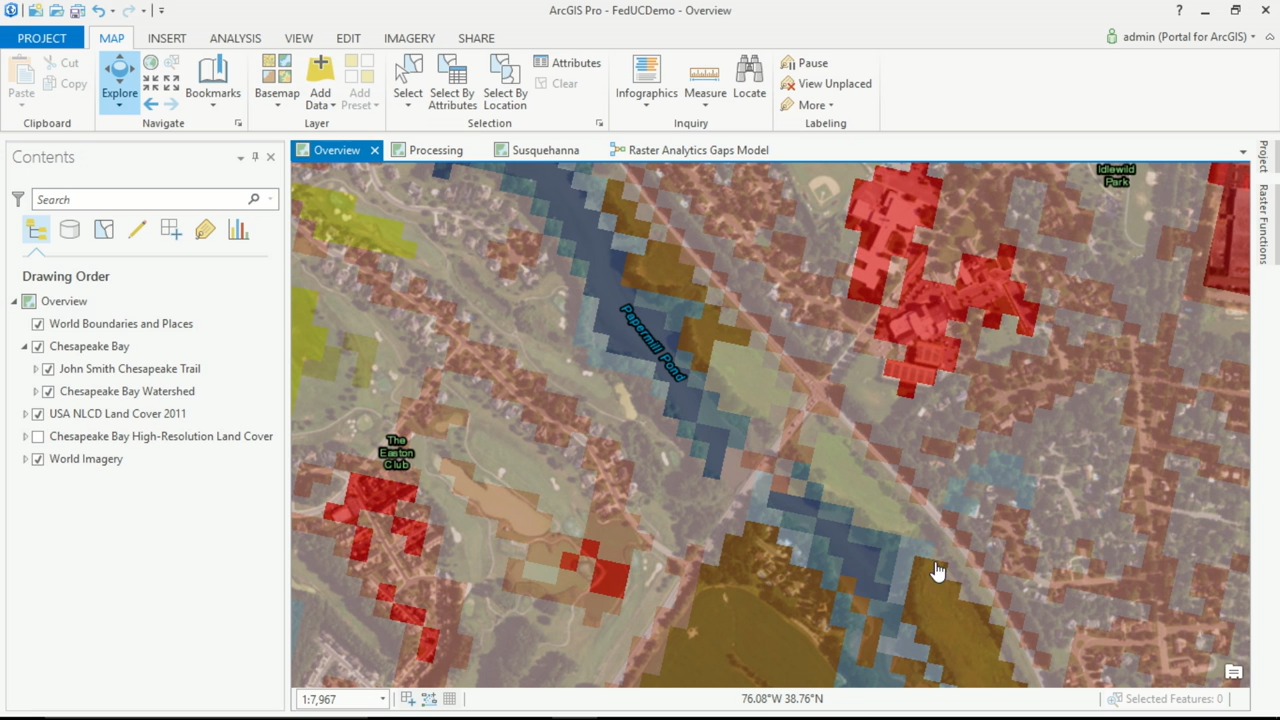 ArcGIS Pro - FedUCDemo - Overview
?
PROJECT MAP INSERT ANALYSIS VIEW EDIT IMAGERY SHARE
admin (Portal for ArcGIS)
Paste
Cut
Copy
Clipboard
Explore
Bookmarks
Navigate
Basemap
Add Data
Add Preset
Layer
Select
Select By Attributes
Select By Location
Attributes
Clear
Selection
Infographics
Measure
Locate
Inquiry
Pause
View Unplaced
More
Labeling
Contents
Search
Drawing Order
Overview
World Boundaries and Places
Chesapeake Bay
John Smith Chesapeake Trail
Chesapeake Bay Watershed
USA NLCD Land Cover 2011
Chesapeake Bay High-Resolution Land Cover
World Imagery
Overview Processing Susquehanna Raster Analytics Gaps Model
Idlewild
Park
Papermill Pond
The
Easton
Club
1:7,967
76.08°W 38.76°N
Selected Features: 0
Project
Raster Functions